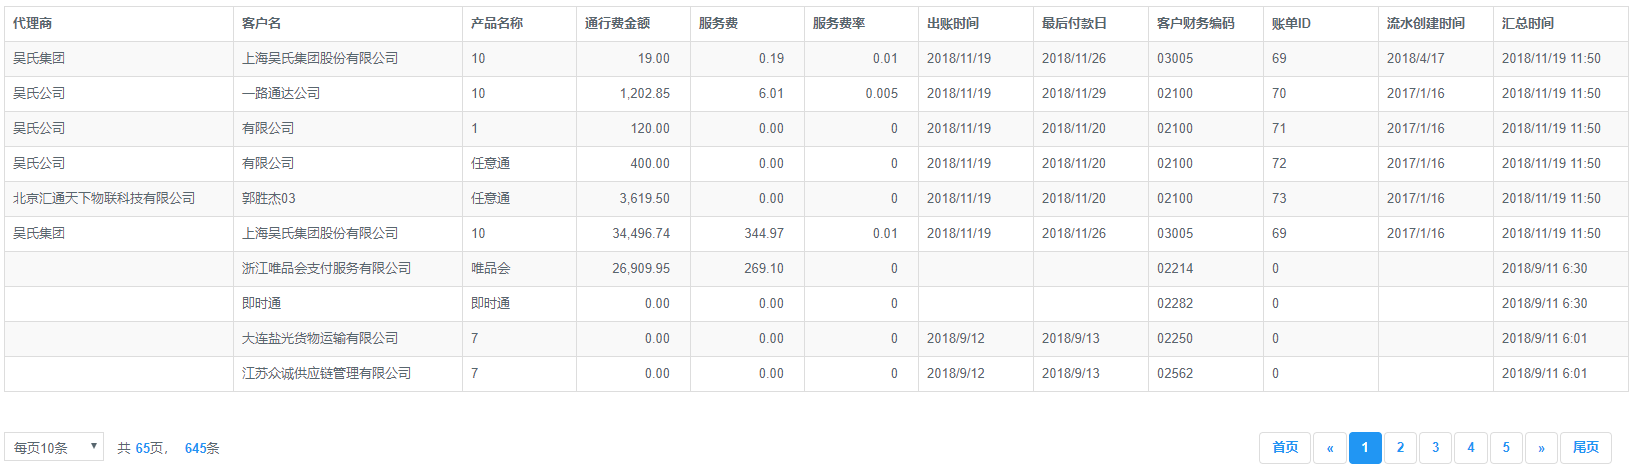 代理商 客户名 产品名称 通行费金额 服务费 服务费率 出账时间 最后付款日 客户财务编码 账单ID 流水创建时间 汇总时间
吴氏集团 上海吴氏集团股份有限公司 10 19.00 0.19 0.01 2018/11/19 2018/11/26 03005 69 2018/4/17 2018/11/19 11:50
吴氏公司 一路通达公司 10 1,202.85 6.01 0.005 2018/11/19 2018/11/29 02100 70 2017/1/16 2018/11/19 11:50
吴氏公司 有限公司 1 120.00 0.00 0 2018/11/19 2018/11/20 02100 71 2017/1/16 2018/11/19 11:50
吴氏公司 有限公司 任意通 400.00 0.00 0 2018/11/19 2018/11/20 02100 72 2017/1/16 2018/11/19 11:50
北京汇通天下物联科技有限公司 郭胜杰03 任意通 3,619.50 0.00 0 2018/11/19 2018/11/20 02100 73 2017/1/16 2018/11/19 11:50
吴氏集团 上海吴氏集团股份有限公司 10 34,496.74 344.97 0.01 2018/11/19 2018/11/26 03005 69 2017/1/16 2018/11/19 11:50
浙江唯品会支付服务有限公司 唯品会 26,909.95 269.10 0 02214 0 2018/9/11 6:30
即时通 即时通 0.00 0.00 0 02282 0 2018/9/11 6:30
大连盐光货物运输有限公司 7 0.00 0.00 0 2018/9/12 2018/9/13 02250 0 2018/9/11 6:01
江苏众诚供应链管理有限公司 7 0.00 0.00 0 2018/9/12 2018/9/13 02562 0 2018/9/11 6:01
每页10条 共 65页， 645条 首页 « 1 2 3 4 5 » 尾页